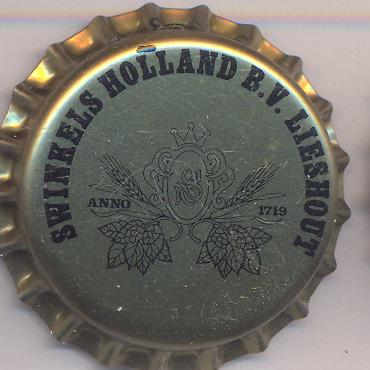 SWINKELS HOLLAND B.V. LIESHOUT
S
ANNO 1719